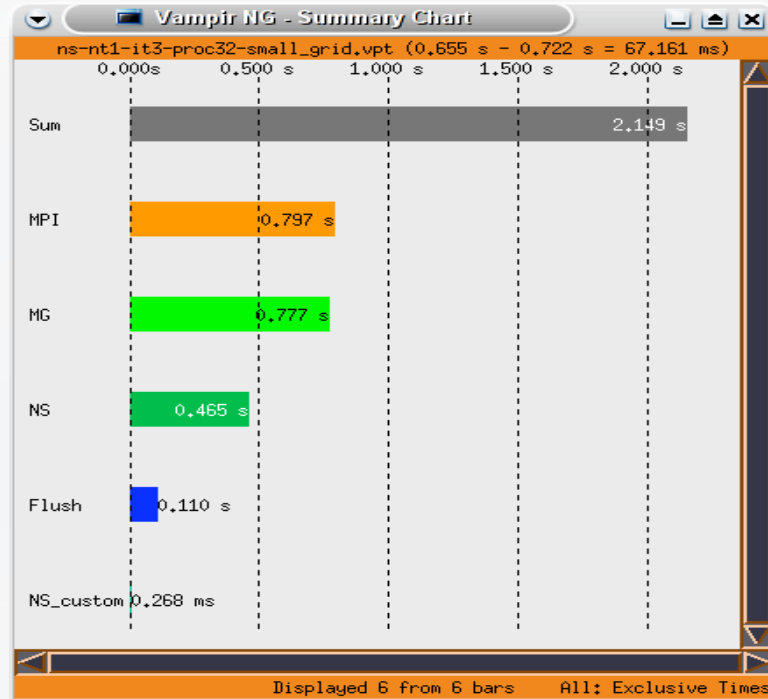 Vampir NG - Summary Chart
ns-nt1-it3-proc32-small_grid.vpt (0.655 s - 0.722 s = 67.161 ms)
0.000s 0.500 s 1.000 s 1.500 s 2.000 s
Sum 2.149 s
MPI 0.797 s
MG 0.777 s
NS 0.465 s
Flush 0.110 s
NS_custom 0.268 ms
Displayed 6 from 6 bars All: Exclusive Times